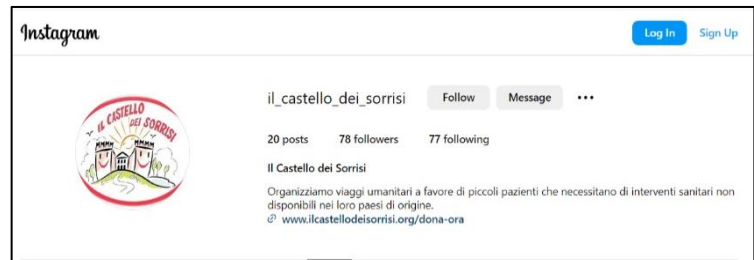 Instagram
Log In
Sign Up
IL CASTELLO
DEI SORRISI
il_castello_dei_sorrisi
Follow
Message
20 posts
78 followers
77 following
Il Castello dei Sorrisi
Organizziamo viaggi umanitari a favore di piccoli pazienti che necessitano di interventi sanitari non
disponibili nei loro paesi di origine.
www.ilcastellodeisorrisi.org/dona-ora